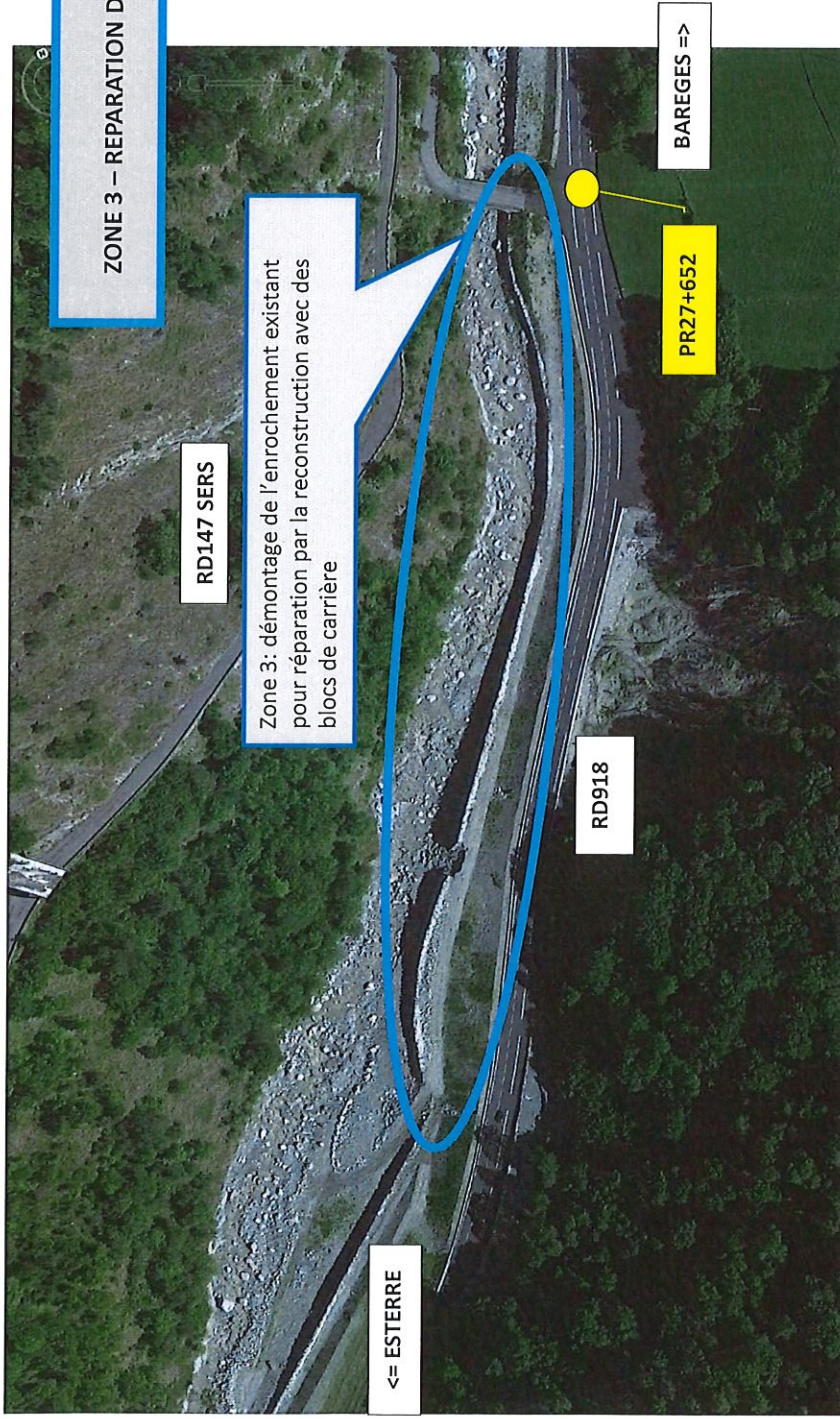 ZONE 3 – REPARATION D
RD147 SERS
Zone 3: démontage de l'enrochement existant
pour réparation par la reconstruction avec des
blocs de carrière
BAREGES =>
PR27+652
RD918
<= ESTERRE